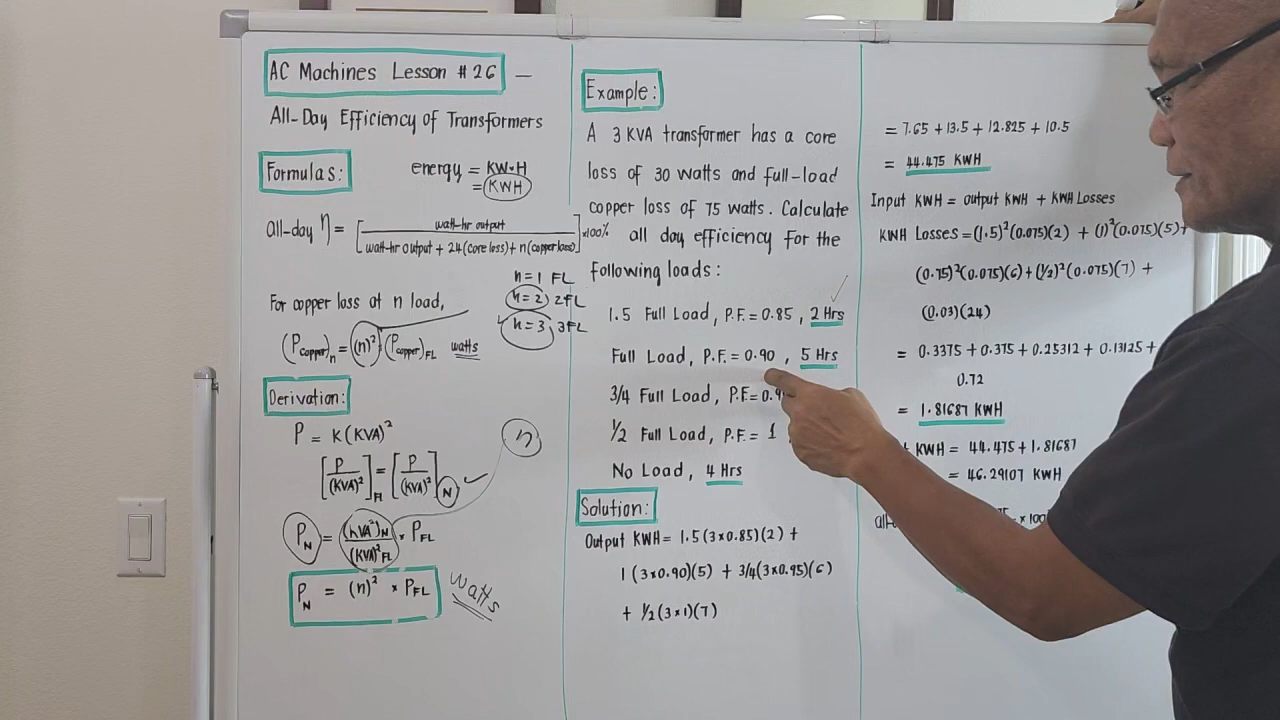 AC Machines Lesson # 26 —
All-Day Efficiency of Transformers
Formulas:
energy = KW·H
= KWH
all-day η = [ watt-hr output / watt-hr output + 24(core loss) + n(copper loss) ] ×100%
n=1 FL
n=2, 2FL
n=3, 3FL
For copper loss at n load,
(Pcopper)n = (n)² (Pcopper)FL watts
Derivation:
P = K(KVA)²
[ P / (KVA)² ]Fl = [ P / (KVA)² ]N ✓
η
PN = (KVA²)N / (KVA)²FL × PFL
PN = (n)² × PFL
watts
Example:
A 3 KVA transformer has a core
loss of 30 watts and full-load
copper loss of 75 watts. Calculate
all day efficiency for the
following loads:
1.5 Full Load, P.F. = 0.85, 2 Hrs ✓
Full Load, P.F. = 0.90, 5 Hrs
3/4 Full Load, P.F. =
1/2 Full Load, P.F. = 1
No Load, 4 Hrs
Solution:
Output KWH = 1.5(3×0.85)(2) +
1(3×0.90)(5) + 3/4(3×0.95)(6)
+ 1/2(3×1)(7)
= 7.65 + 13.5 + 12.825 + 10.5
= 44.475 KWH
Input KWH = output KWH + KWH Losses
KWH Losses = (1.5)²(0.075)(2) + (1)²(0.075)(5)+
(0.75)²(0.075)(6) + (1/2)²(0.075)(7) +
(0.03)(24)
= 0.3375 + 0.375 + 0.25312 + 0.13125 +
0.72
= 1.81687 KWH
KWH = 44.475 + 1.81687
= 46.29107 KWH